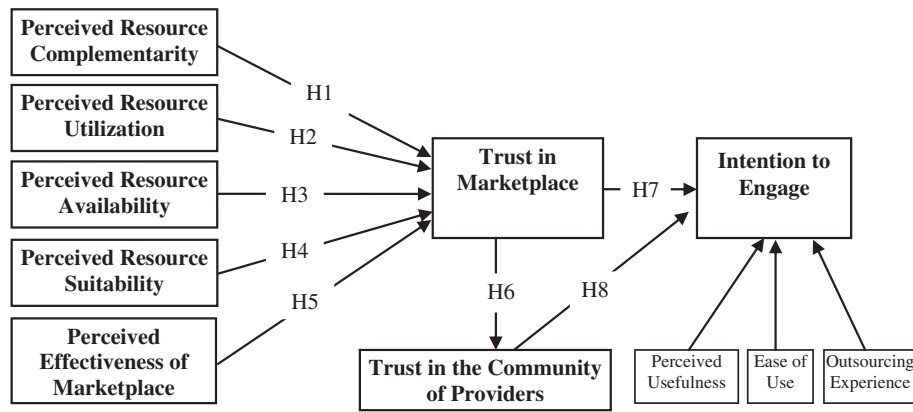 Perceived Resource
Complementarity
Perceived Resource
Utilization
Perceived Resource
Availability
Perceived Resource
Suitability
Perceived
Effectiveness of
Marketplace
H1
H2
H3
H4
H5
Trust in
Marketplace
H6
H7
H8
Trust in the Community
of Providers
Intention to
Engage
Perceived
Usefulness
Ease of
Use
Outsourcing
Experience